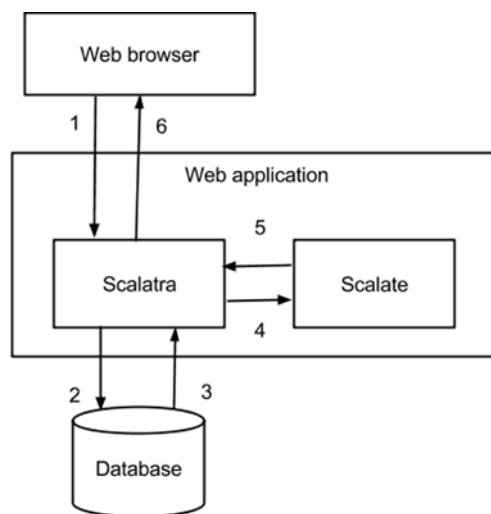 Web browser
1
6
Web application
5
Scalatra
Scalate
4
2
3
Database